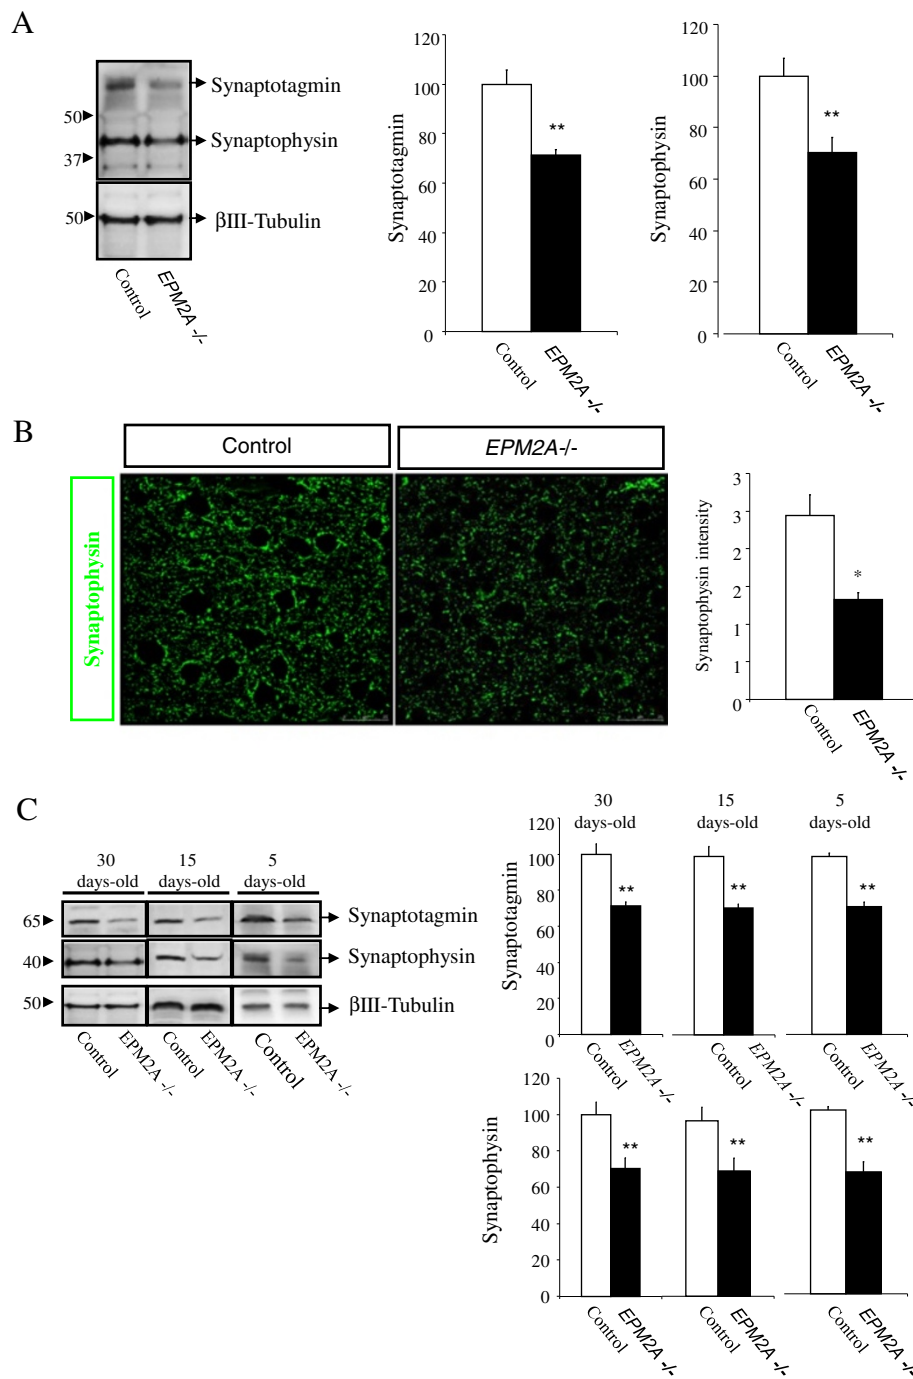 A
Synaptotagmin
50
Synaptophysin
37
50
βIII-Tubulin
Control
EPM2A -/-
120
100
80
60
40
20
0
Synaptotagmin
**
Control
EPM2A -/-
120
100
80
60
40
20
0
Synaptophysin
**
Control
EPM2A -/-
B
Control
EPM2A-/-
Synaptophysin
3
3
2
2
1
1
0
Synaptophysin intensity
*
Control
EPM2A -/-
C
30
days-old
15
days-old
5
days-old
65
Synaptotagmin
40
Synaptophysin
50
βIII-Tubulin
Control
EPM2A -/-
Control
EPM2A -/-
Control
EPM2A -/-
30
days-old
15
days-old
5
days-old
120
100
80
60
40
20
0
Synaptotagmin
**
**
**
Control
EPM2A -/-
Control
EPM2A -/-
Control
EPM2A -/-
120
100
80
60
40
20
0
Synaptophysin
**
**
**
Control
EPM2A -/-
Control
EPM2A -/-
Control
EPM2A -/-